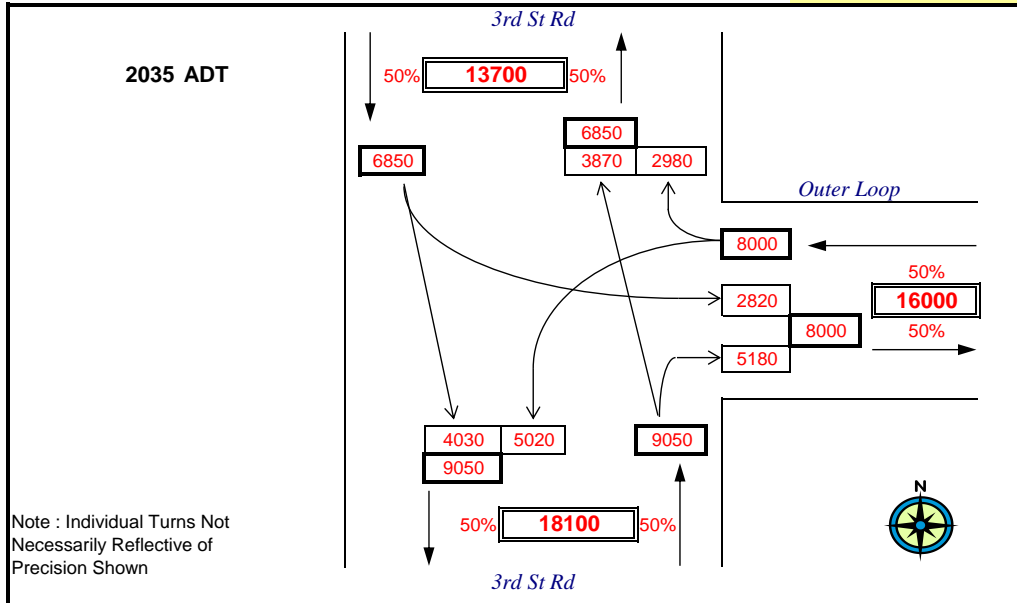 3rd St Rd
2035 ADT
50% 13700 50%
6850
6850
3870 2980
Outer Loop
8000
50%
2820
16000
8000
50%
5180
4030 5020
9050
9050
N
Note : Individual Turns Not
Necessarily Reflective of
Precision Shown
50% 18100 50%
3rd St Rd